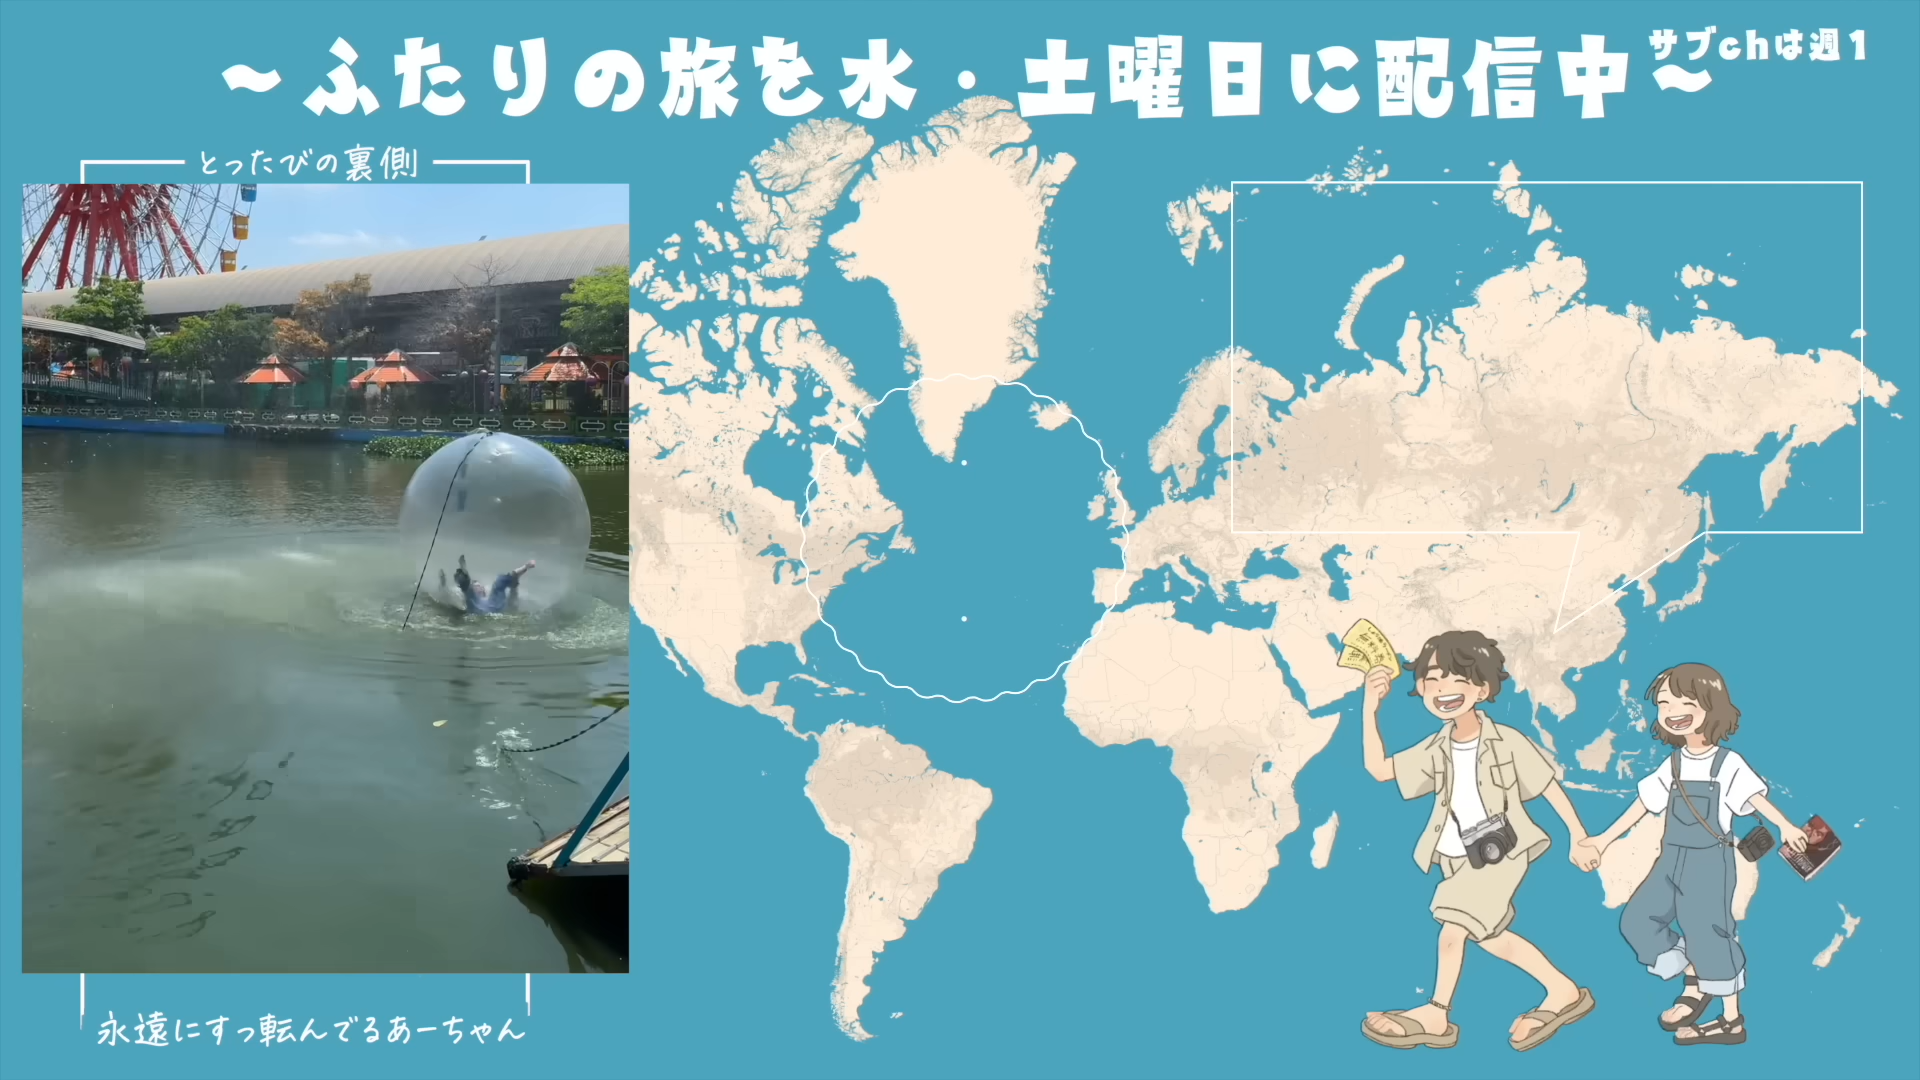 ～ふたりの旅を水・土曜日に配信中～
サブchは週1
とったびの裏側
永遠にすっ転んでるあーちゃん